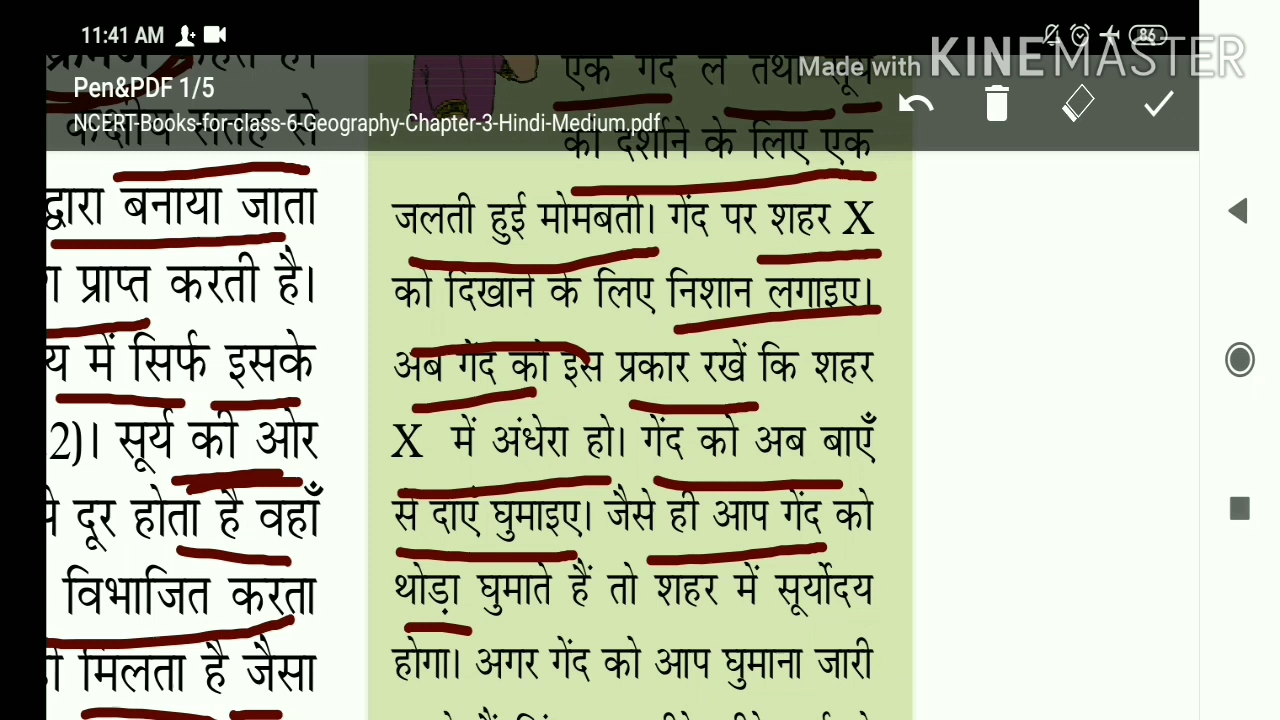 11:41 AM
86
Made with KINEMASTER
Pen&PDF 1/5
NCERT-Books-for-class-6-Geography-Chapter-3-Hindi-Medium.pdf
कक्षीय सतह से
द्वारा बनाया जाता
प्राप्त करती है।
में सिर्फ इसके
2)। सूर्य की ओर
दूर होता है वहाँ
विभाजित करता
मिलता है जैसा
एक गेंद लें तथा सूर्य
को दर्शाने के लिए एक
जलती हुई मोमबती। गेंद पर शहर X
को दिखाने के लिए निशान लगाइए।
अब गेंद को इस प्रकार रखें कि शहर
X में अंधेरा हो। गेंद को अब बाएँ
से दाएं घुमाइए। जैसे ही आप गेंद को
थोड़ा घुमाते हैं तो शहर में सूर्योदय
होगा। अगर गेंद को आप घुमाना जारी